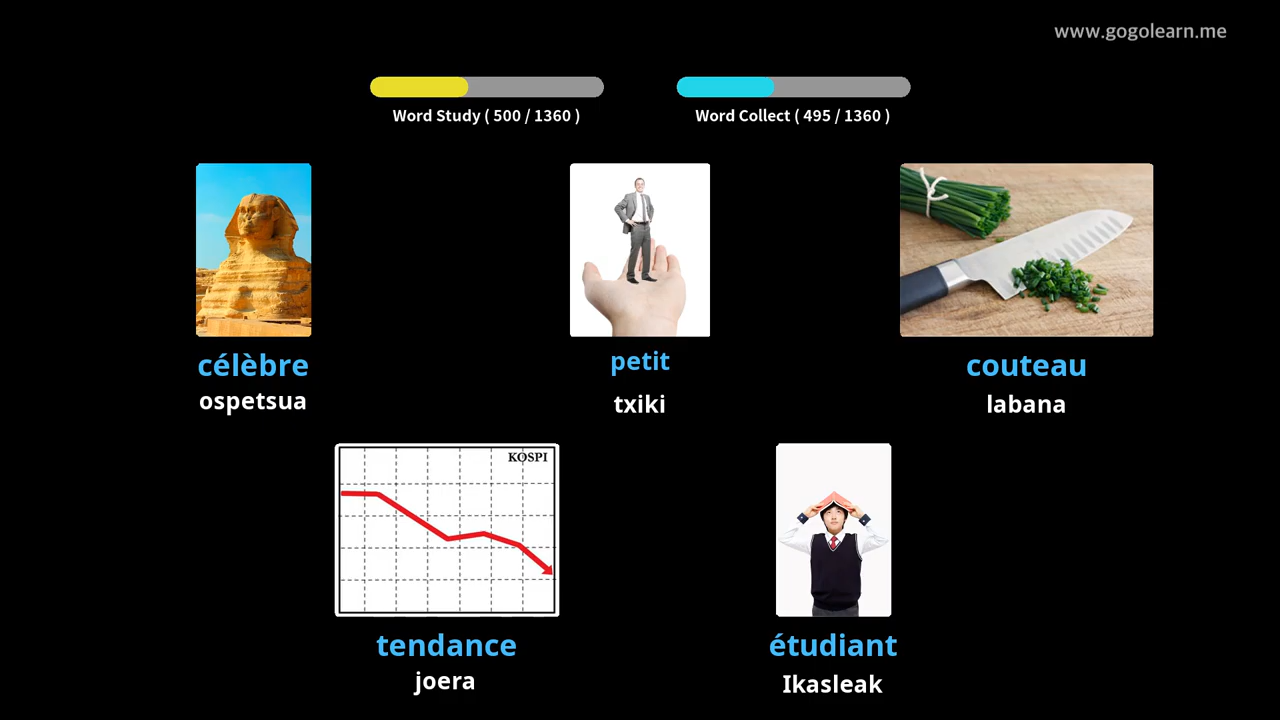 www.gogolearn.me
Word Study ( 500 / 1360 )
Word Collect ( 495 / 1360 )
célèbre
ospetsua
petit
txiki
couteau
labana
KOSPI
tendance
joera
étudiant
Ikasleak